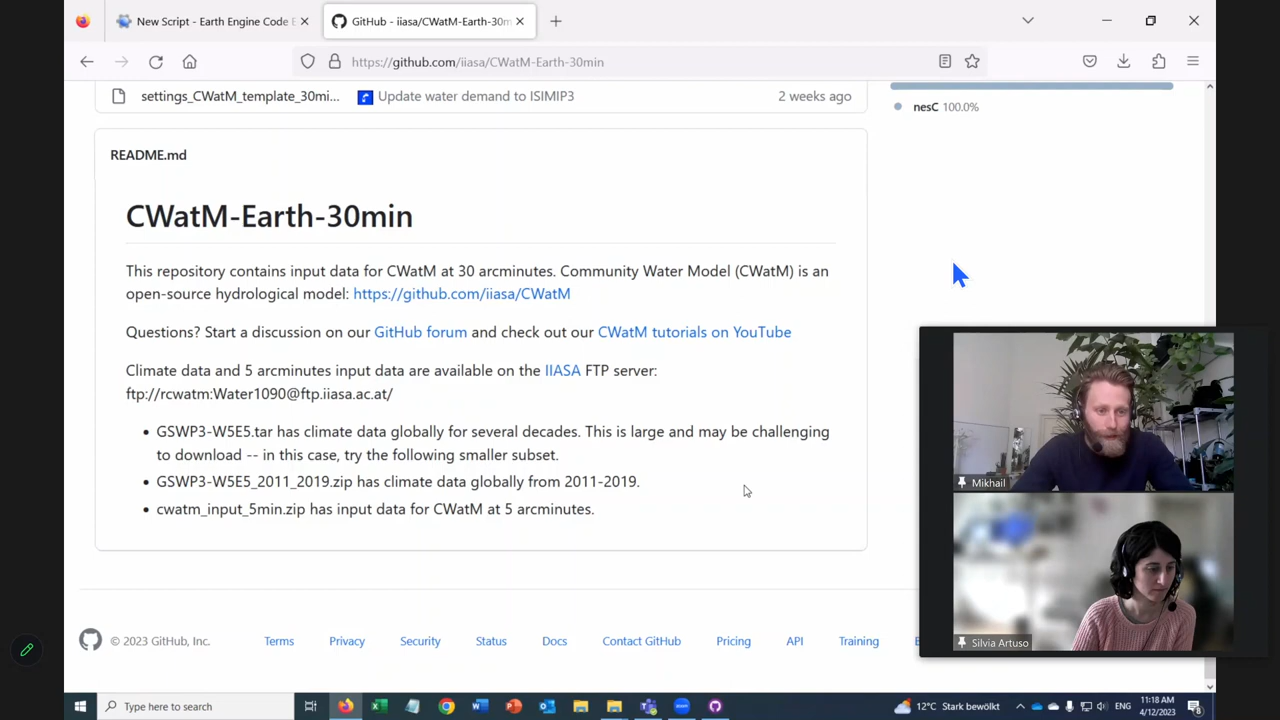 New Script - Earth Engine Code E
GitHub - iiasa/CWatM-Earth-30m
https://github.com/iiasa/CWatM-Earth-30min
settings_CWatM_template_30mi... Update water demand to ISIMIP3 2 weeks ago
nesC 100.0%
README.md
CWatM-Earth-30min
This repository contains input data for CWatM at 30 arcminutes. Community Water Model (CWatM) is an
open-source hydrological model: https://github.com/iiasa/CWatM
Questions? Start a discussion on our GitHub forum and check out our CWatM tutorials on YouTube
Climate data and 5 arcminutes input data are available on the IIASA FTP server:
ftp://rcwatm:Water1090@ftp.iiasa.ac.at/
• GSWP3-W5E5.tar has climate data globally for several decades. This is large and may be challenging
to download -- in this case, try the following smaller subset.
• GSWP3-W5E5_2011_2019.zip has climate data globally from 2011-2019.
• cwatm_input_5min.zip has input data for CWatM at 5 arcminutes.
Mikhail
Silvia Artuso
© 2023 GitHub, Inc. Terms Privacy Security Status Docs Contact GitHub Pricing API Training
Type here to search
12°C Stark bewölkt
ENG
11:18 AM
4/12/2023